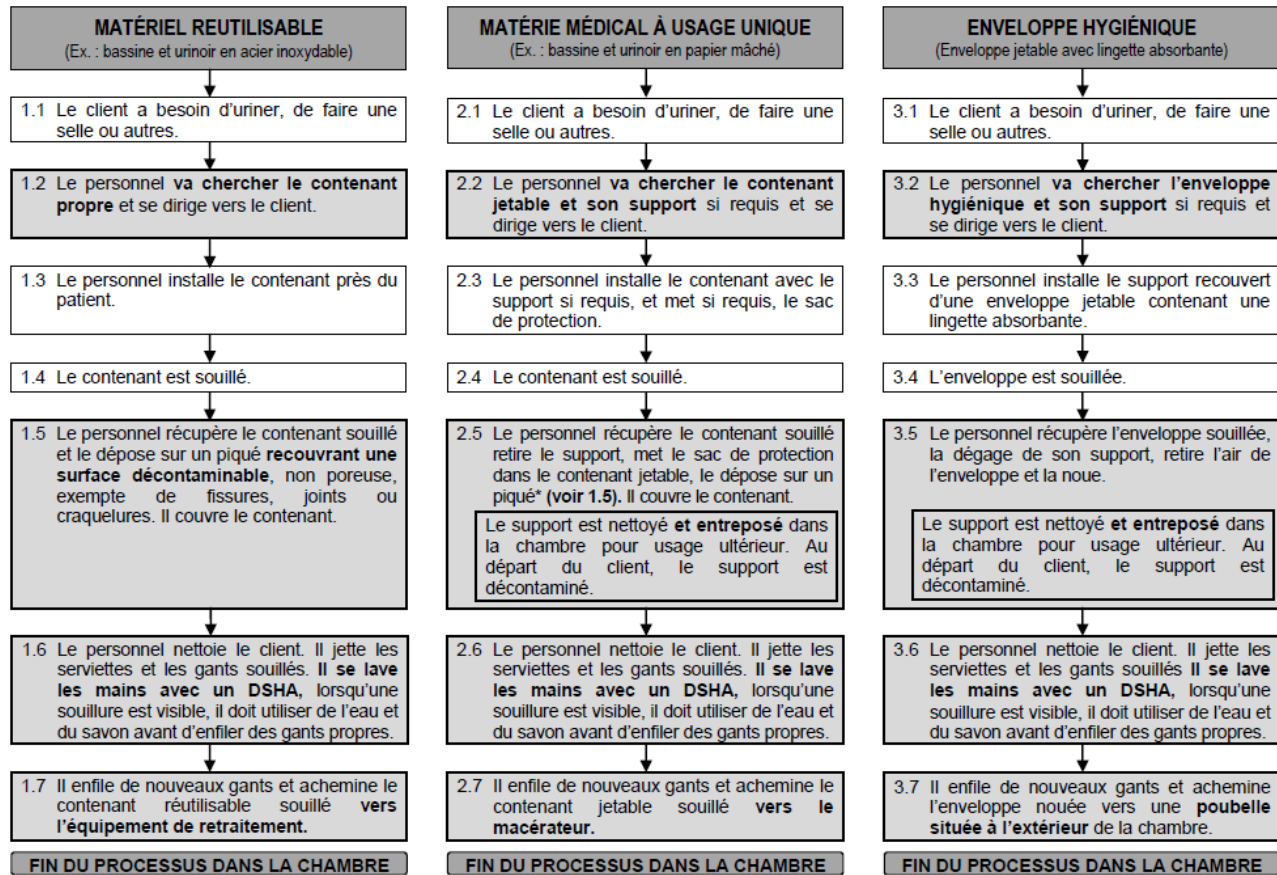 MATÉRIEL REUTILISABLE
(Ex. : bassine et urinoir en acier inoxydable)
1.1 Le client a besoin d'uriner, de faire une
selle ou autres.
1.2 Le personnel va chercher le contenant
propre et se dirige vers le client.
1.3 Le personnel installe le contenant près du
patient.
1.4 Le contenant est souillé.
1.5 Le personnel récupère le contenant souillé
et le dépose sur un piqué recouvrant une
surface décontaminable, non poreuse,
exempte de fissures, joints ou
craquelures. Il couvre le contenant.
1.6 Le personnel nettoie le client. Il jette les
serviettes et les gants souillés. Il se lave
les mains avec un DSHA, lorsqu'une
souillure est visible, il doit utiliser de l'eau et
du savon avant d'enfiler des gants propres.
1.7 Il enfile de nouveaux gants et achemine le
contenant réutilisable souillé vers
l'équipement de retraitement.
FIN DU PROCESSUS DANS LA CHAMBRE
MATÉRIE MÉDICAL À USAGE UNIQUE
(Ex. : bassine et urinoir en papier mâché)
2.1 Le client a besoin d'uriner, de faire une
selle ou autres.
2.2 Le personnel va chercher le contenant
jetable et son support si requis et se
dirige vers le client.
2.3 Le personnel installe le contenant avec le
support si requis, et met si requis, le sac
de protection.
2.4 Le contenant est souillé.
2.5 Le personnel récupère le contenant souillé
retire le support, met le sac de protection
dans le contenant jetable, le dépose sur un
piqué* (voir 1.5). Il couvre le contenant.
Le support est nettoyé et entreposé dans
la chambre pour usage ultérieur. Au
départ du client, le support est
décontaminé.
2.6 Le personnel nettoie le client. Il jette les
serviettes et les gants souillés. Il se lave
les mains avec un DSHA, lorsqu'une
souillure est visible, il doit utiliser de l'eau et
du savon avant d'enfiler des gants propres.
2.7 Il enfile de nouveaux gants et achemine le
contenant jetable souillé vers le
macérateur.
FIN DU PROCESSUS DANS LA CHAMBRE
ENVELOPPE HYGIÉNIQUE
(Enveloppe jetable avec lingette absorbante)
3.1 Le client a besoin d'uriner, de faire une
selle ou autres.
3.2 Le personnel va chercher l'enveloppe
hygiénique et son support si requis et
se dirige vers le client.
3.3 Le personnel installe le support recouvert
d'une enveloppe jetable contenant une
lingette absorbante.
3.4 L'enveloppe est souillée.
3.5 Le personnel récupère l'enveloppe souillée,
la dégage de son support, retire l'air de
l'enveloppe et la noue.
Le support est nettoyé et entreposé dans
la chambre pour usage ultérieur. Au
départ du client, le support est
décontaminé.
3.6 Le personnel nettoie le client. Il jette les
serviettes et les gants souillés Il se lave
les mains avec un DSHA, lorsqu'une
souillure est visible, il doit utiliser de l'eau et
du savon avant d'enfiler des gants propres.
3.7 Il enfile de nouveaux gants et achemine
l'enveloppe nouée vers une poubelle
située à l'extérieur de la chambre.
FIN DU PROCESSUS DANS LA CHAMBRE